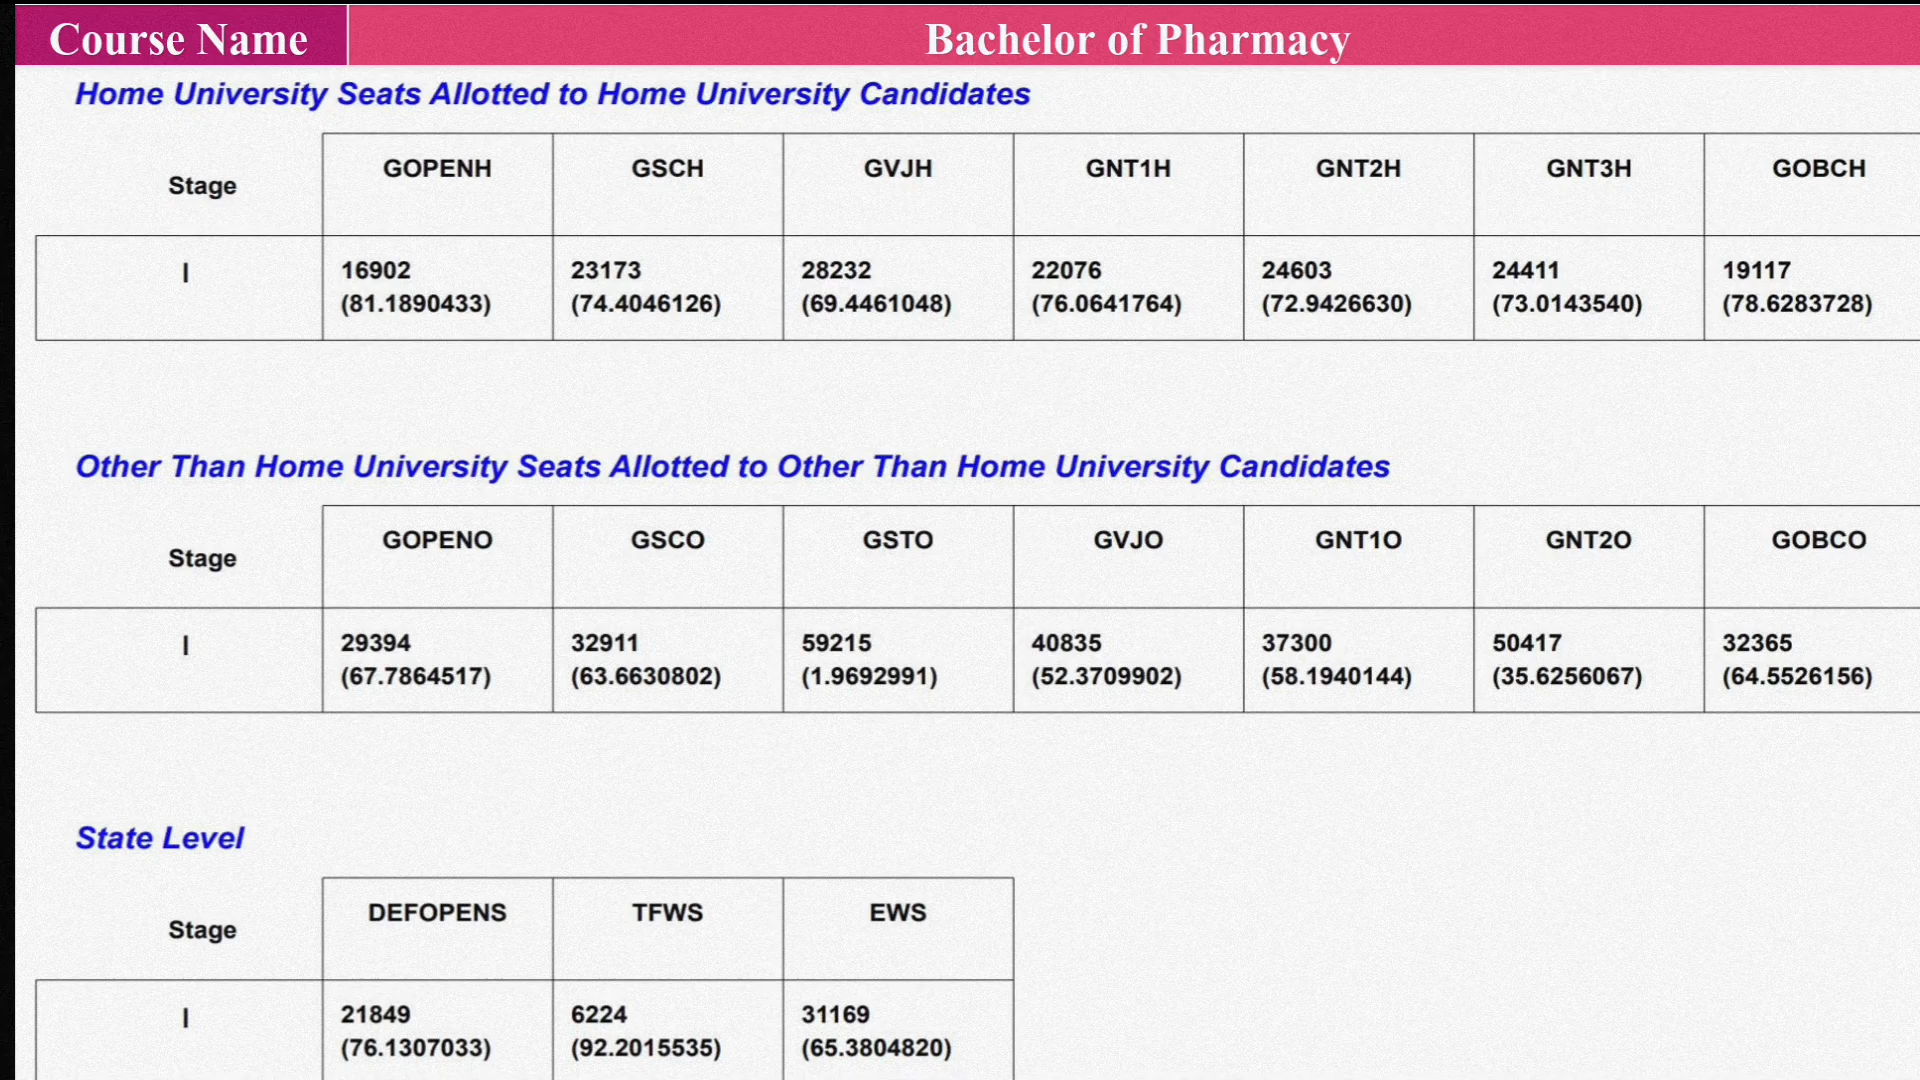 Course Name Bachelor of Pharmacy
Home University Seats Allotted to Home University Candidates
Stage GOPENH GSCH GVJH GNT1H GNT2H GNT3H GOBCH
I 16902 23173 28232 22076 24603 24411 19117
(81.1890433) (74.4046126) (69.4461048) (76.0641764) (72.9426630) (73.0143540) (78.6283728)
Other Than Home University Seats Allotted to Other Than Home University Candidates
Stage GOPENO GSCO GSTO GVJO GNT1O GNT2O GOBCO
I 29394 32911 59215 40835 37300 50417 32365
(67.7864517) (63.6630802) (1.9692991) (52.3709902) (58.1940144) (35.6256067) (64.5526156)
State Level
Stage DEFOPENS TFWS EWS
I 21849 6224 31169
(76.1307033) (92.2015535) (65.3804820)